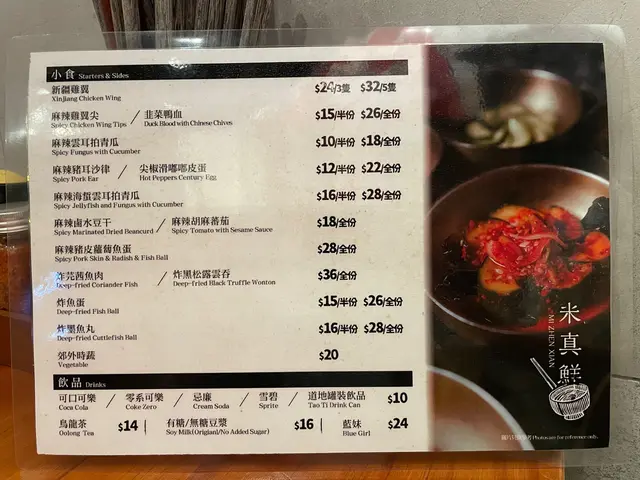 小食 Starters & Sides
新疆雞翼 $24/3隻 $32/5隻
Xinjiang Chicken Wing
麻辣雞翼尖 / 韭菜鴨血 $15/半份 $26/全份
Spicy Chicken Wing Tips Duck Blood with Chinese Chives
麻辣雲耳拍青瓜 $10/半份 $18/全份
Spicy Fungus with Cucumber
麻辣豬耳沙律 / 尖椒滑嘟嘟皮蛋 $12/半份 $22/全份
Spicy Pork Ear Hot Peppers Century Egg
麻辣海蜇雲耳拍青瓜 $16/半份 $28/全份
Spicy Jellyfish and Fungus with Cucumber
麻辣鹵水豆干 / 麻辣胡麻蕃茄 $18/全份
Spicy Marinated Dried Beancurd Spicy Tomato with Sesame Sauce
麻辣豬皮蘿蔔魚蛋 $28/全份
Spicy Pork Skin & Radish & Fish Ball
炸芫茜魚肉 / 炸黑松露雲吞 $36/全份
Deep-fried Coriander Fish Deep-fried Black Truffle Wonton
炸魚蛋 $15/半份 $26/全份
Deep-fried Fish Ball
炸墨魚丸 $16/半份 $28/全份
Deep-fried Cuttlefish Ball
郊外時蔬 $20
Vegetable
飲品 Drinks
可口可樂 / 零系可樂 / 忌廉 / 雪碧 / 道地罐裝飲品 $10
Coca Cola Coke Zero Cream Soda Sprite Tao Ti Drink Can
烏龍茶 $14 | 有糖/無糖豆漿 $16 | 藍妹 $24
Oolong Tea Soy Milk(Origianl/No Added Sugar) Blue Girl
米真鮮
MI ZHEN XIAN
Photos are for reference only.